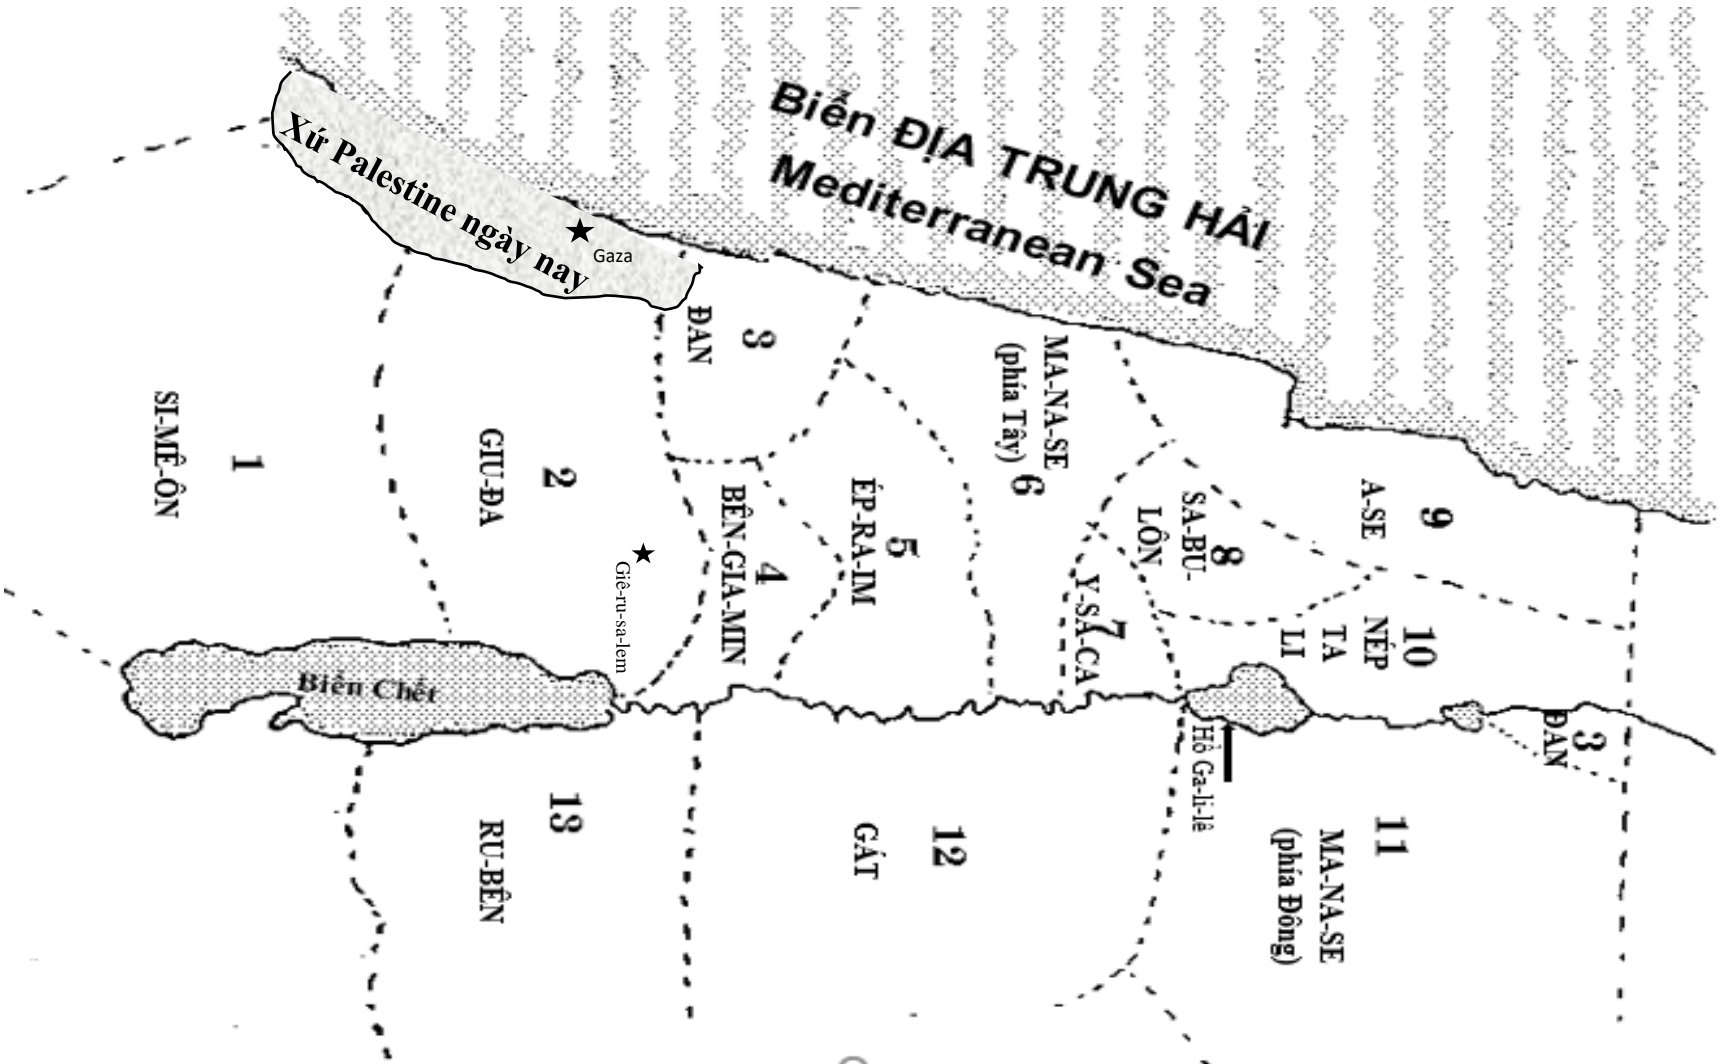 Biển ĐỊA TRUNG HẢI
Mediterranean Sea
Xứ Palestine ngày nay
Gaza
1
SI-MÊ-ÔN
2
GIU-ĐA
Giê-ru-sa-lem
3
ĐAN
4
BÊN-GIA-MIN
5
ÉP-RA-IM
MA-NA-SE
(phía Tây)
6
7
Y-SA-CA
8
SA-BU-
LÔN
9
A-SE
10
NÉP
TA
LI
3
ĐAN
Biển Chết
Hồ Ga-li-lê
11
MA-NA-SE
(phía Đông)
12
GÁT
13
RU-BÊN